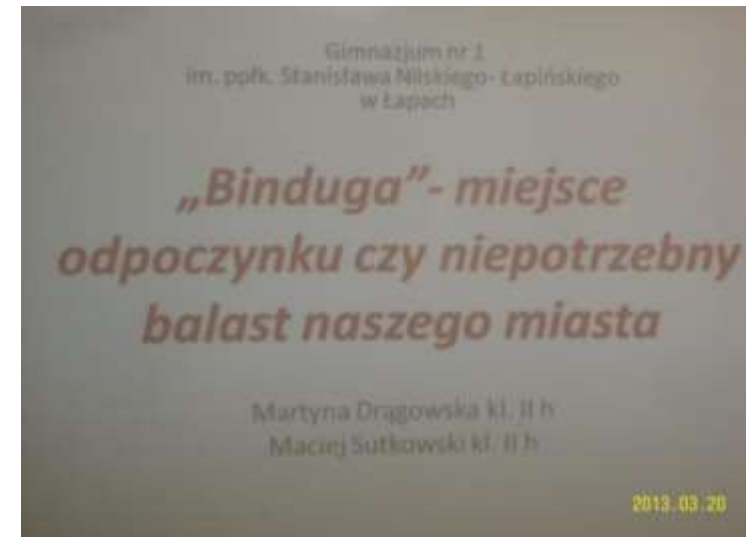 Gimnazjum nr 1
im. ppłk. Stanisława Nilskiego- Łapińskiego
w Łapach
„Binduga”- miejsce
odpoczynku czy niepotrzebny
balast naszego miasta
Martyna Drągowska kl. II h
Maciej Sutkowski kl. II h
2013.03.20